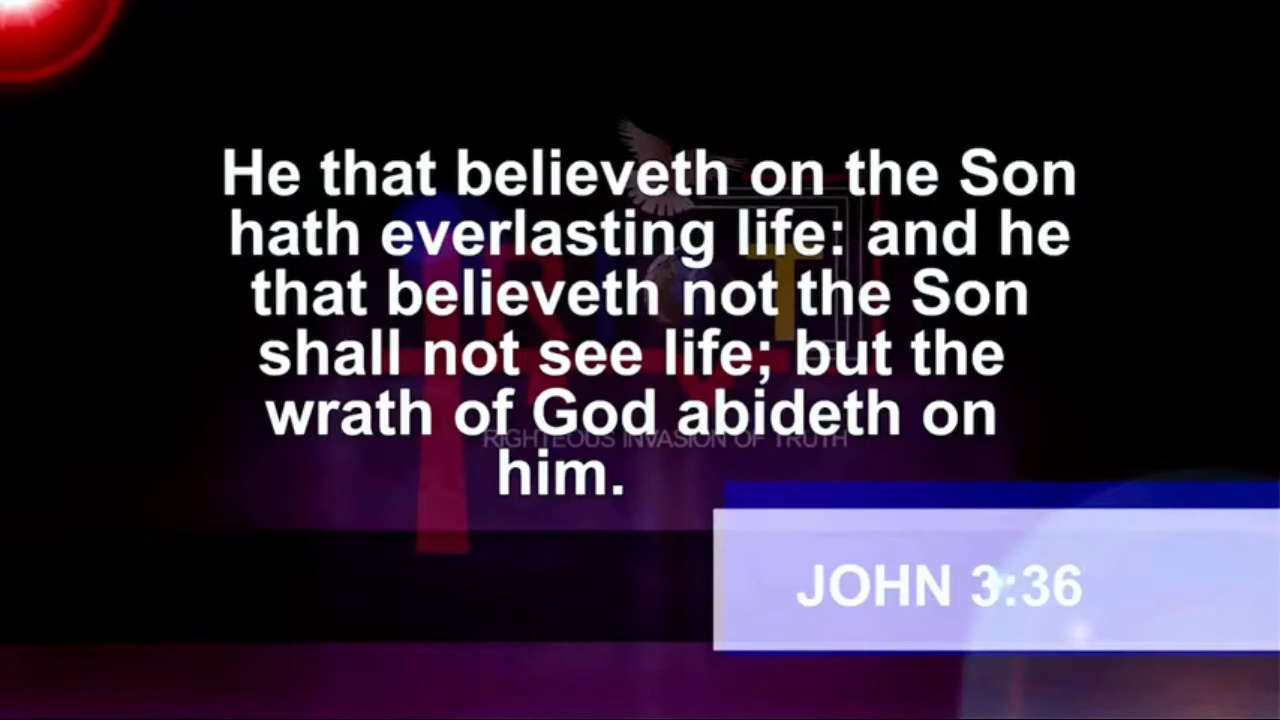 He that believeth on the Son
hath everlasting life: and he
that believeth not the Son
shall not see life; but the
wrath of God abideth on
him.
RIGHTEOUS INVASION OF TRUTH
JOHN 3:36